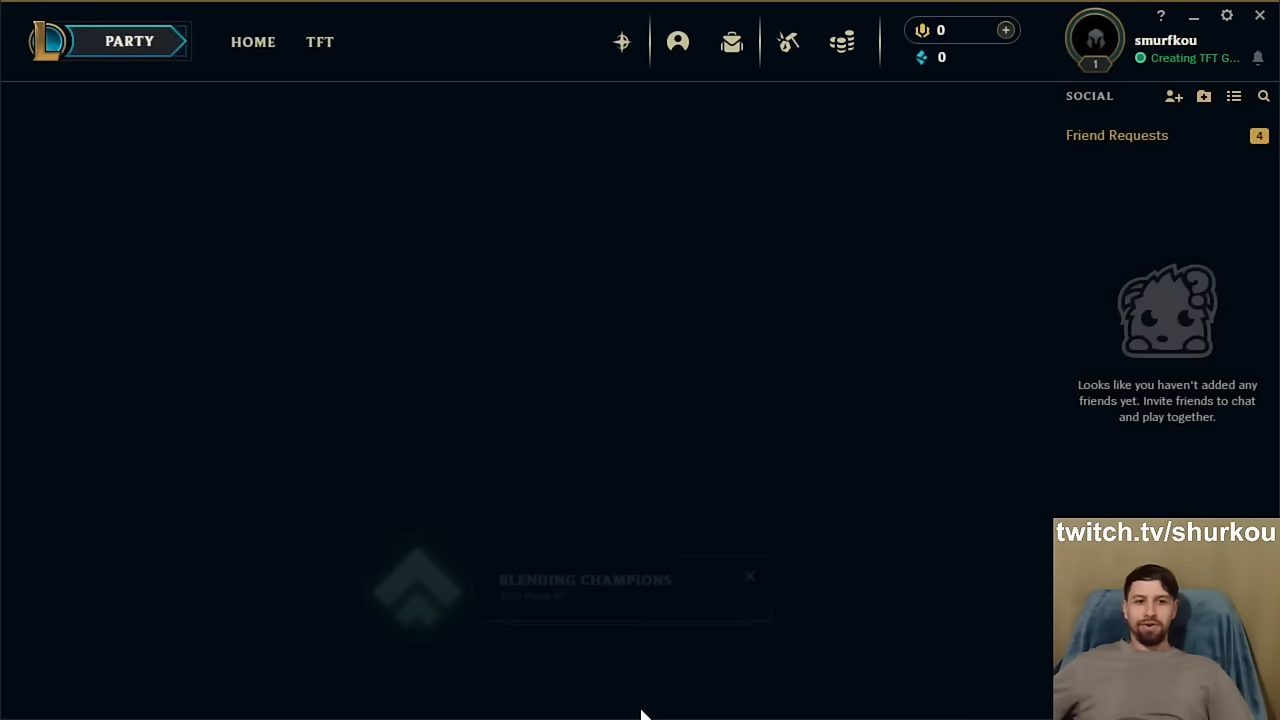 PARTY
HOME
TFT
0
0
?
smurfkou
Creating TFT G...
1
SOCIAL
Friend Requests
4
Looks like you haven't added any
friends yet. Invite friends to chat
and play together.
BLENDING CHAMPIONS
twitch.tv/shurkou